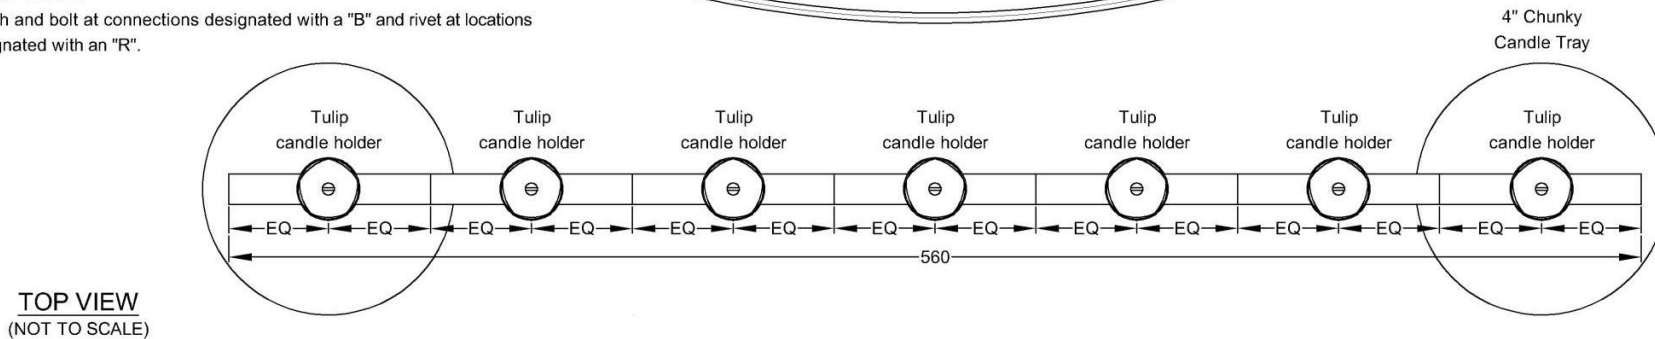 h and bolt at connections designated with a "B" and rivet at locations
gnated with an "R".
4" Chunky
Candle Tray
Tulip
candle holder
Tulip
candle holder
Tulip
candle holder
Tulip
candle holder
Tulip
candle holder
Tulip
candle holder
Tulip
candle holder
EQ EQ EQ EQ EQ EQ EQ EQ EQ EQ EQ EQ EQ EQ
560
TOP VIEW
(NOT TO SCALE)